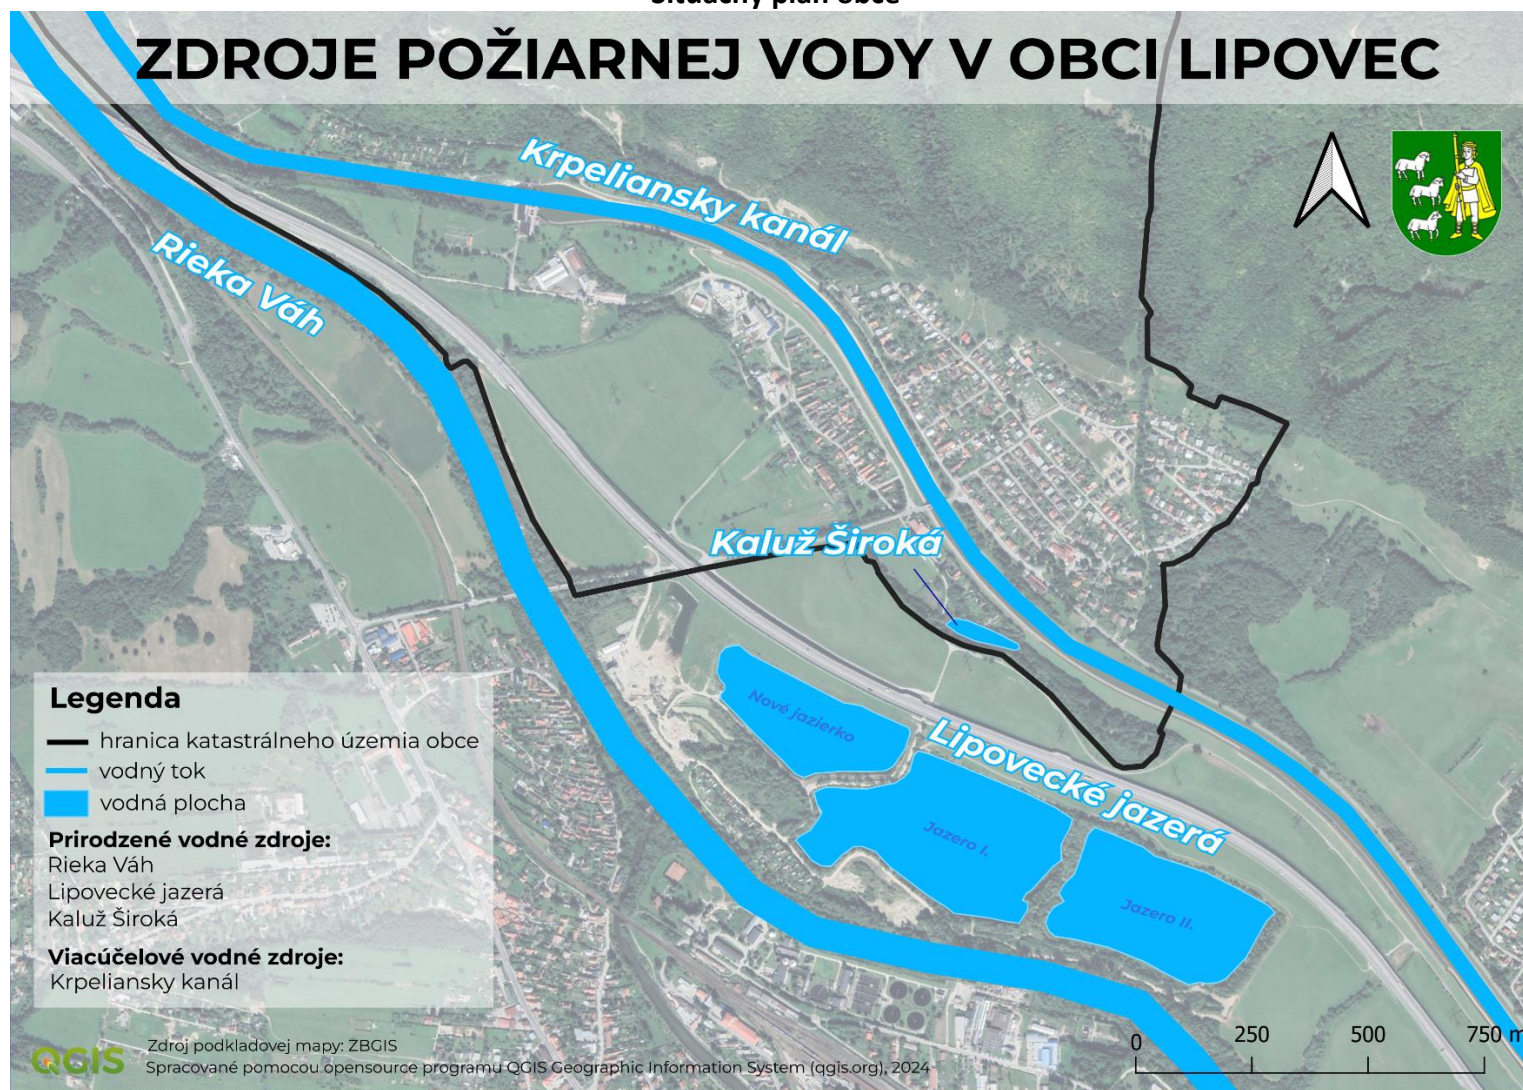 Situačný plán obce
ZDROJE POŽIARNEJ VODY V OBCI LIPOVEC
Krpeliansky kanál
Rieka Váh
Kaluž Široká
Nové jazierko
Lipovecké jazerá
Jazero I.
Jazero II.
Legenda
hranica katastrálneho územia obce
vodný tok
vodná plocha
Prirodzené vodné zdroje:
Rieka Váh
Lipovecké jazerá
Kaluž Široká
Viacúčelové vodné zdroje:
Krpeliansky kanál
0 250 500 750 m
QGIS
Zdroj podkladovej mapy: ZBGIS
Spracované pomocou opensource programu QGIS Geographic Information System (qgis.org), 2024